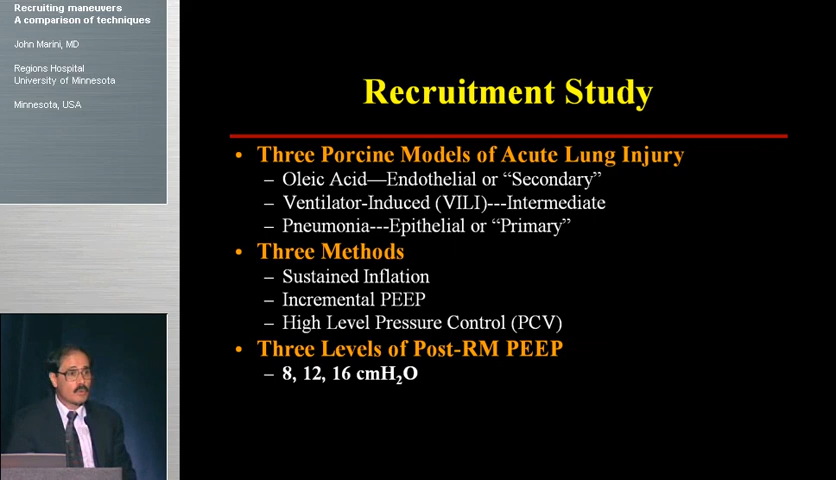 Recruiting maneuvers
A comparison of techniques
John Marini, MD
Regions Hospital
University of Minnesota
Minnesota, USA
Recruitment Study
• Three Porcine Models of Acute Lung Injury
– Oleic Acid—Endothelial or “Secondary”
– Ventilator-Induced (VILI)---Intermediate
– Pneumonia---Epithelial or “Primary”
• Three Methods
– Sustained Inflation
– Incremental PEEP
– High Level Pressure Control (PCV)
• Three Levels of Post-RM PEEP
– 8, 12, 16 cmH₂O